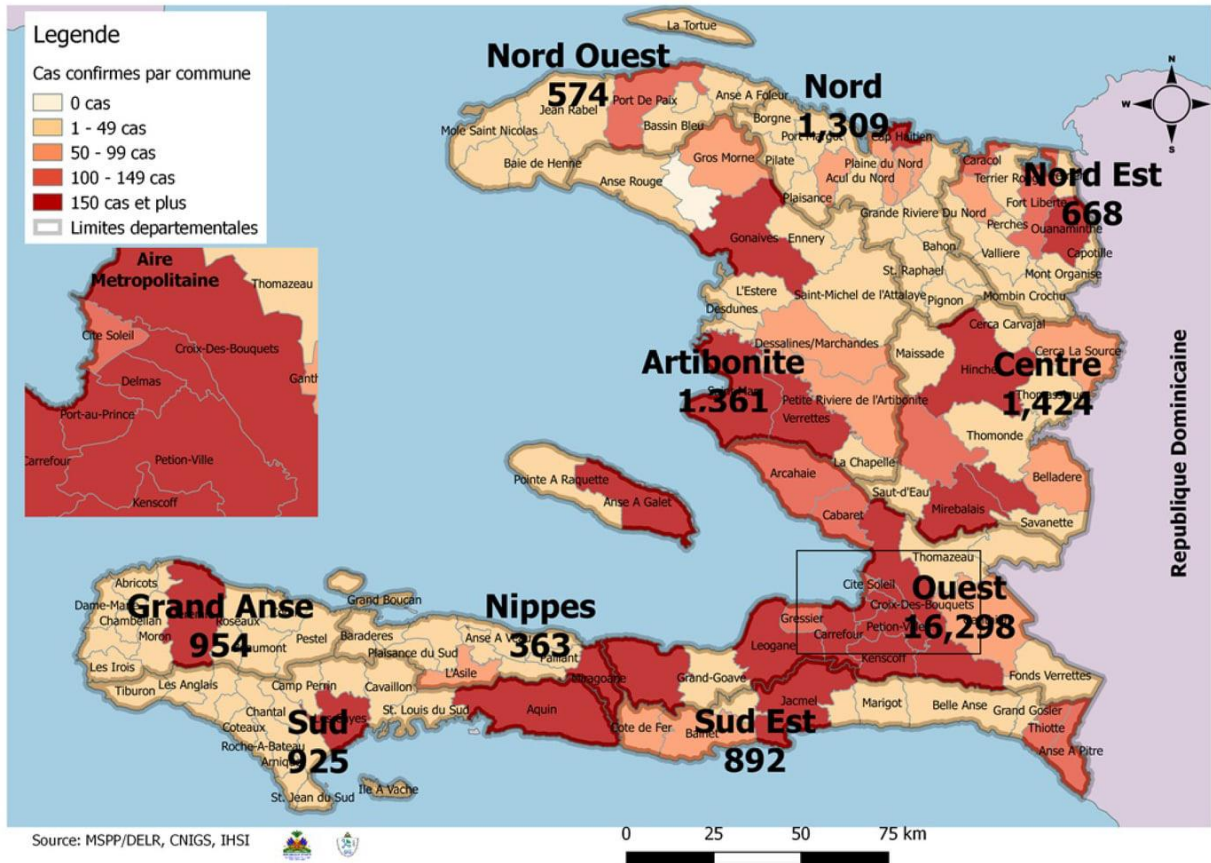 Legende
Cas confirmes par commune
0 cas
1 - 49 cas
50 - 99 cas
100 - 149 cas
150 cas et plus
Limites departementales
Aire
Metropolitaine
Thomazeau
Cite Soleil
Croix-Des-Bouquets
Delmas
Port-au-Prince
Carrefour
Petion-Ville
Kenscoff
La Tortue
Nord Ouest
574
Jean Rabel
Port De Paix
Mole Saint Nicolas
Bassin Bleu
Baie de Henne
Anse A Foleur
Nord
1,309
Borgne
Port Margot
Cap Haitien
Pilate
Plaine du Nord
Acul du Nord
Plaisance
Grande Riviere Du Nord
Bahon
St. Raphael
Pignon
N
W
E
S
Nord Est
668
Caracol
Terrier Rouge
Fort Liberte
Perches
Ouanaminthe
Valliere
Capotille
Mont Organise
Mombin Crochu
Gros Morne
Anse Rouge
Gonaives
Ennery
L'Estere
Saint-Michel de l'Attalaye
Desdunes
Dessalines/Marchandes
Artibonite
1,361
Petite Riviere de l'Artibonite
Verrettes
La Chapelle
Cerca Carvajal
Maissade
Cerca La Source
Centre
1,424
Thomonde
Belladere
Saut-d'Eau
Mirebalais
Savanette
Republique Dominicaine
Pointe A Raquette
Anse A Galet
Arcahaie
Cabaret
Thomazeau
Cite Soleil
Ouest
16,298
Croix-Des-Bouquets
Gressier
Carrefour
Petion-Ville
Leogane
Kenscoff
Grand-Goave
Fonds Verrettes
Abricots
Dame-Marie
Grand Anse
954
Chambellan
Roseaux
Moron
Pestel
Les Irois
Grand Boucan
Nippes
363
Baraderes
Plaisance du Sud
Paillant
L'Asile
Miragoane
Tiburon
Les Anglais
Camp Perrin
Cavaillon
Chantal
St. Louis du Sud
Aquin
Sud
925
Coteaux
Roche-A-Bateau
St. Jean du Sud
Ile A Vache
Jacmel
Cote de Fer
Bainet
Sud Est
892
Marigot
Belle Anse
Grand Gosier
Thiotte
Anse A Pitre
Source: MSPP/DELR, CNIGS, IHSI
0 25 50 75 km